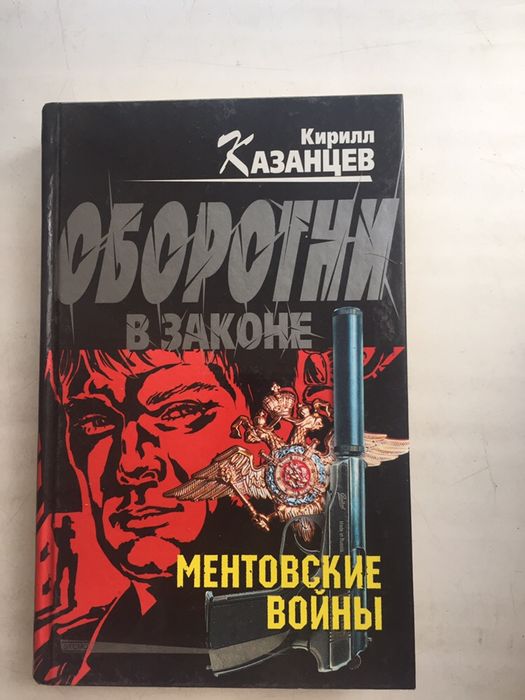 Кирилл
КАЗАНЦЕВ
ОБОРОТНИ
В ЗАКОНЕ
МЕНТОВСКИЕ
ВОЙНЫ